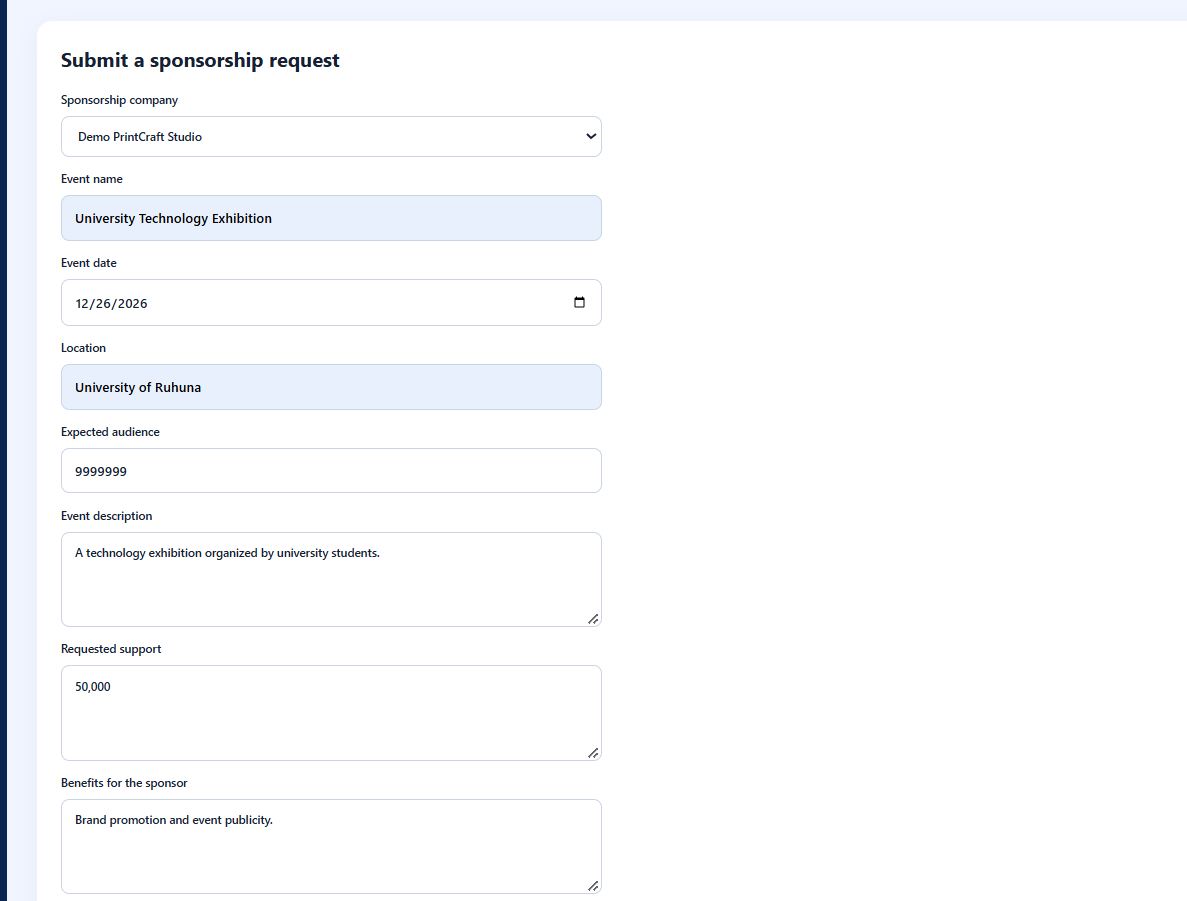 Submit a sponsorship request
Sponsorship company
Demo PrintCraft Studio
Event name
University Technology Exhibition
Event date
12/26/2026
Location
University of Ruhuna
Expected audience
9999999
Event description
A technology exhibition organized by university students.
Requested support
50,000
Benefits for the sponsor
Brand promotion and event publicity.